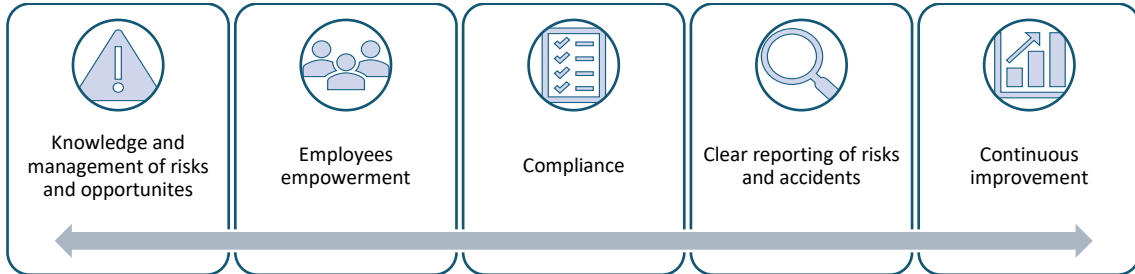 Knowledge and
management of risks
and opportunites
Employees
empowerment
Compliance
Clear reporting of risks
and accidents
Continuous
improvement